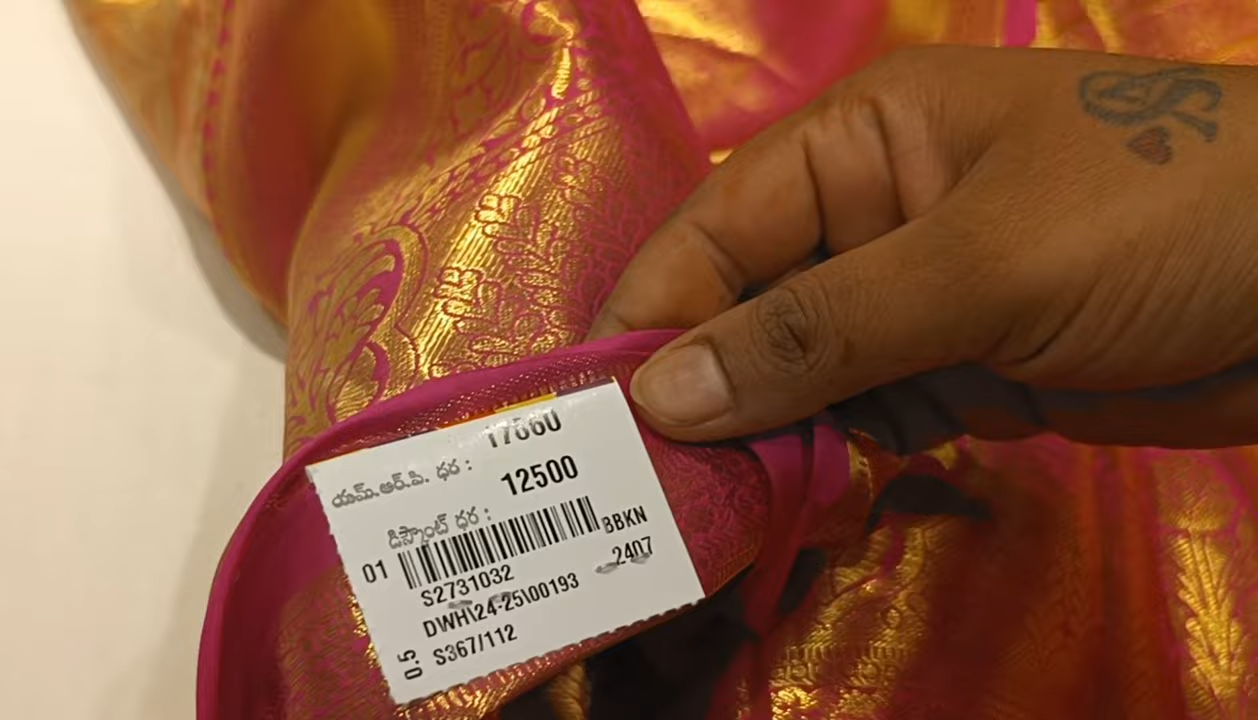 యమ్.ఆర్.పి. ధర : 17660
డిస్కౌంట్ ధర : 12500
01 BBKN
S2731032 2407
DWH\24-25\00193
0.5 S367/112